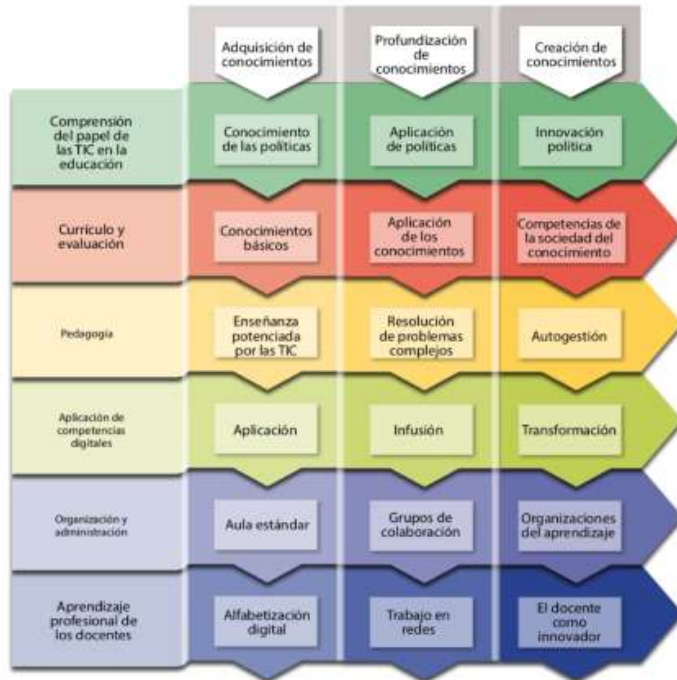 Adquisición de
conocimientos
Profundización
de
conocimientos
Creación de
conocimientos
Comprensión
del papel de
las TIC en la
educación
Conocimiento
de las políticas
Aplicación
de políticas
Innovación
política
Currículo y
evaluación
Conocimientos
básicos
Aplicación
de los
conocimientos
Competencias de
la sociedad del
conocimiento
Pedagogía
Enseñanza
potenciada
por las TIC
Resolución
de problemas
complejos
Autogestión
Aplicación de
competencias
digitales
Aplicación
Infusión
Transformación
Organización y
administración
Aula estándar
Grupos de
colaboración
Organizaciones
del aprendizaje
Aprendizaje
profesional de
los docentes
Alfabetización
digital
Trabajo en
redes
El docente
como
innovador